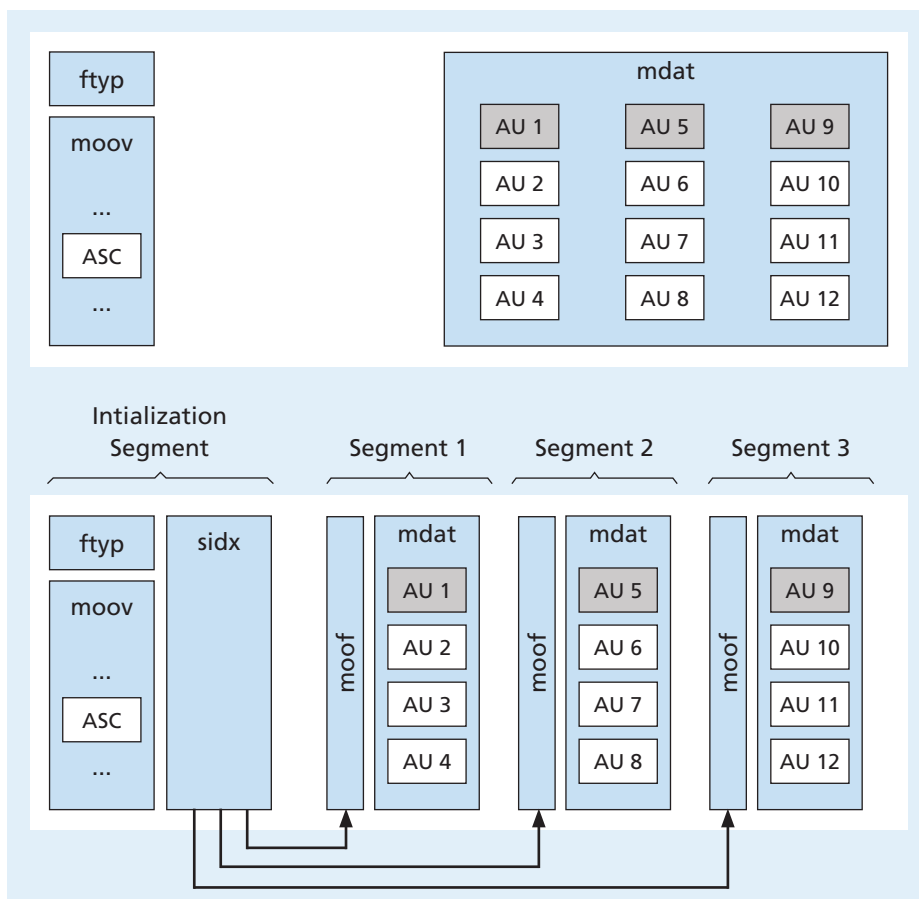 ftyp
moov
...
ASC
...
mdat
AU 1
AU 5
AU 9
AU 2
AU 6
AU 10
AU 3
AU 7
AU 11
AU 4
AU 8
AU 12
Intialization
Segment
Segment 1
Segment 2
Segment 3
ftyp
moov
...
ASC
...
sidx
moof
mdat
AU 1
AU 2
AU 3
AU 4
moof
mdat
AU 5
AU 6
AU 7
AU 8
moof
mdat
AU 9
AU 10
AU 11
AU 12